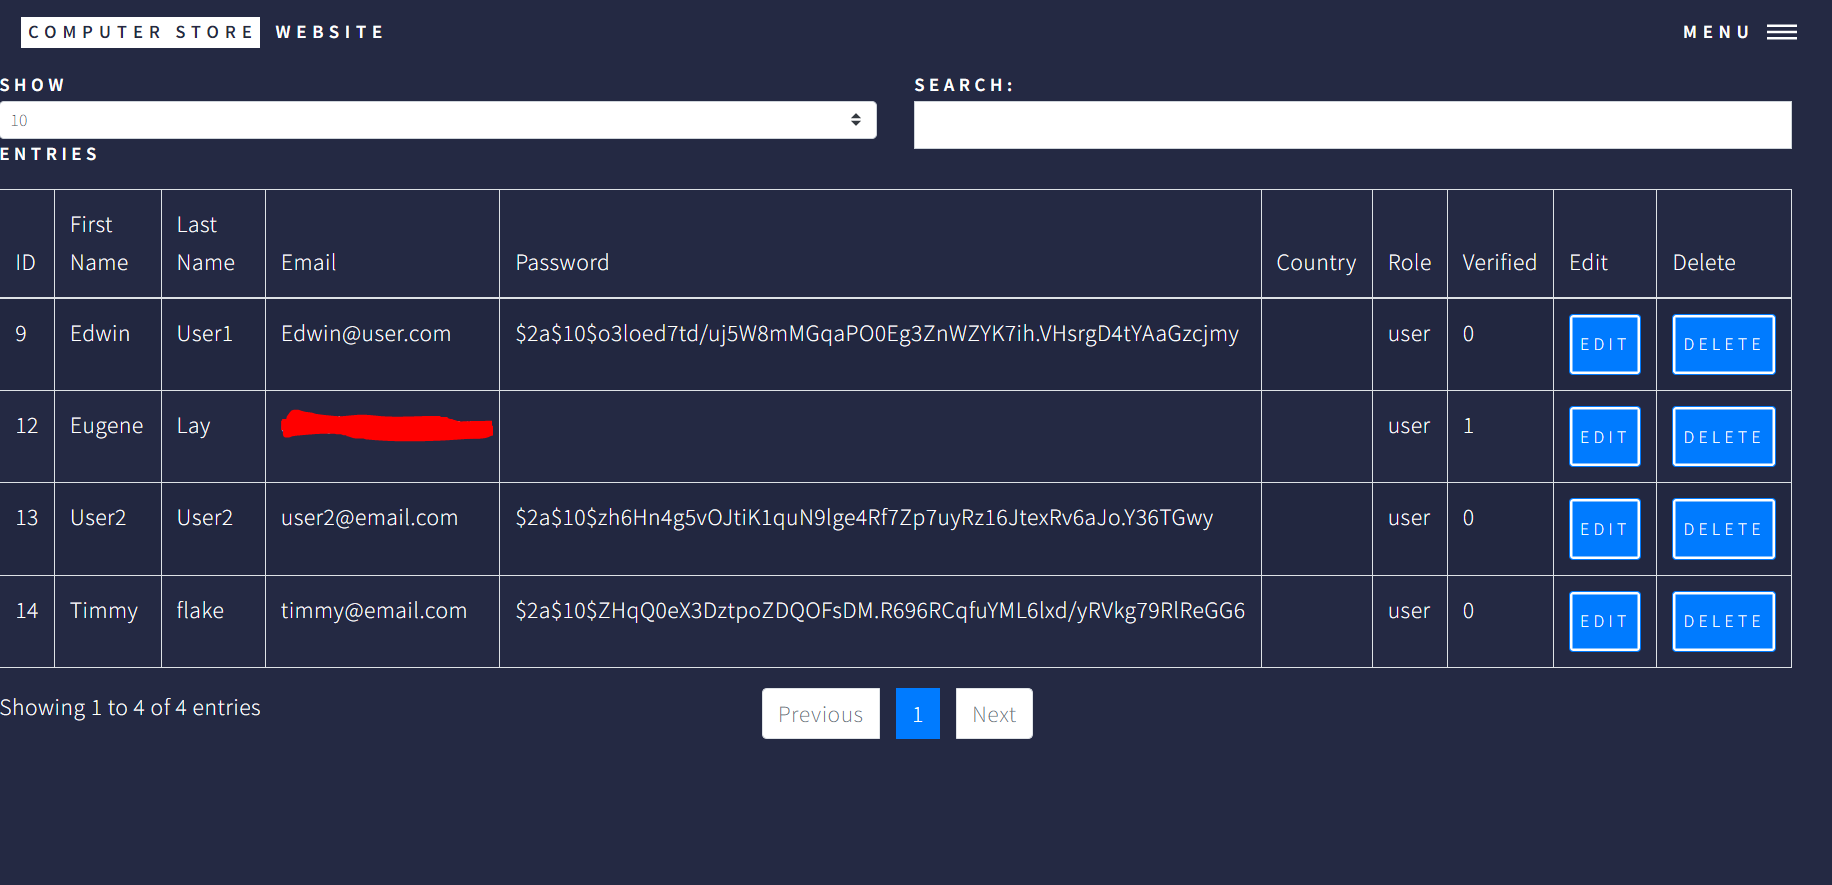 COMPUTER STORE WEBSITE MENU
SHOW SEARCH:
10
ENTRIES
ID First Name Last Name Email Password Country Role Verified Edit Delete
9 Edwin User1 Edwin@user.com $2a$10$o3loed7td/uj5W8mMGqaPO0Eg3ZnWZYK7ih.VHsrgD4tYAaGzcjmy user 0 EDIT DELETE
12 Eugene Lay user 1 EDIT DELETE
13 User2 User2 user2@email.com $2a$10$zh6Hn4g5vOJtiK1quN9lge4Rf7Zp7uyRz16JtexRv6aJo.Y36TGwy user 0 EDIT DELETE
14 Timmy flake timmy@email.com $2a$10$ZHqQ0eX3DztpoZDQOFsDM.R696RCqfuYML6lxd/yRVkg79RlReGG6 user 0 EDIT DELETE
Showing 1 to 4 of 4 entries Previous 1 Next